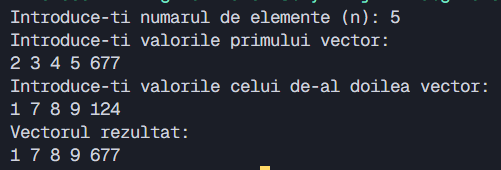 Introduce-ti numarul de elemente (n): 5
Introduce-ti valorile primului vector:
2 3 4 5 677
Introduce-ti valorile celui de-al doilea vector:
1 7 8 9 124
Vectorul rezultat:
1 7 8 9 677